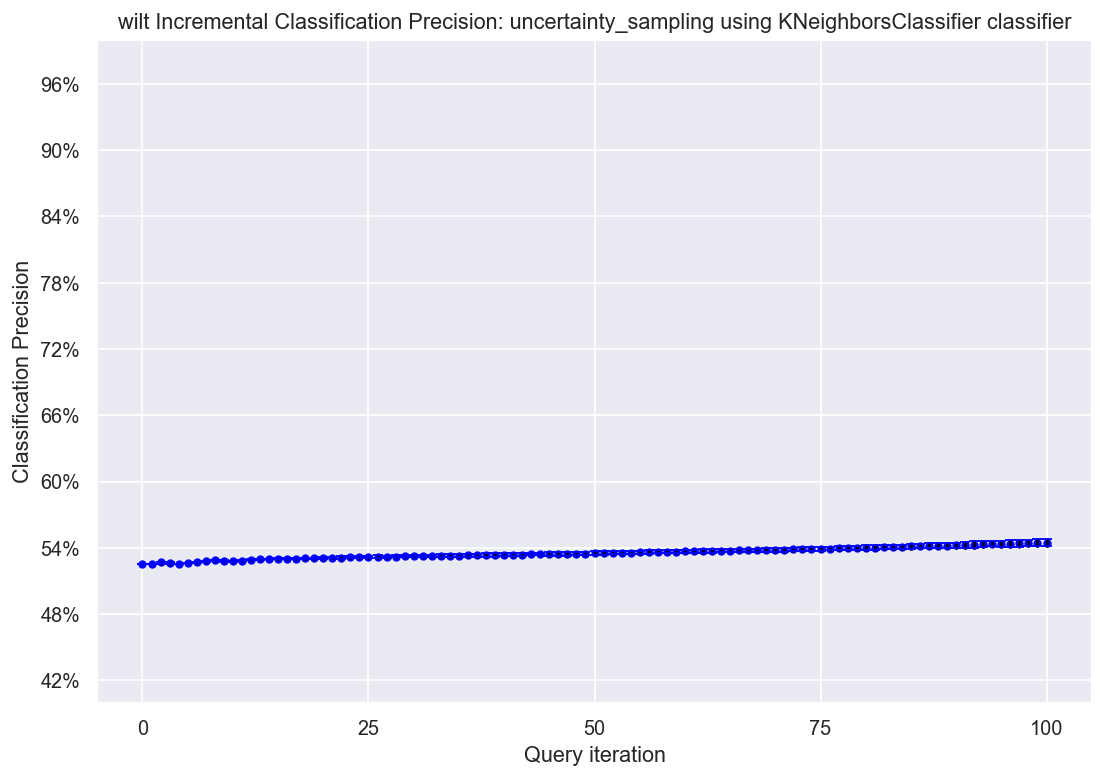 wilt Incremental Classification Precision: uncertainty_sampling using KNeighborsClassifier classifier
96%
90%
84%
78%
72%
66%
60%
54%
48%
42%
Classification Precision
0 25 50 75 100
Query iteration